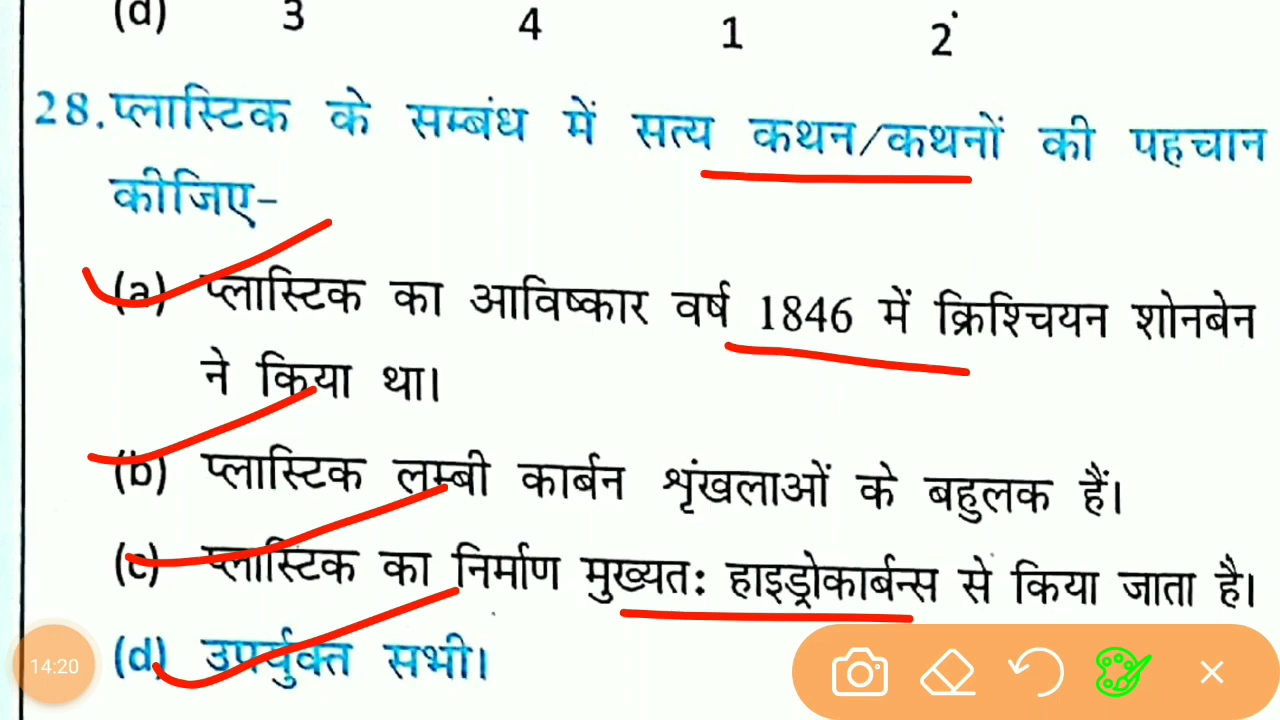 (d) 3 4 1 2
28.प्लास्टिक के सम्बंध में सत्य कथन/कथनों की पहचान
कीजिए-
(a) प्लास्टिक का आविष्कार वर्ष 1846 में क्रिश्चियन शोनबेन
ने किया था।
(b) प्लास्टिक लम्बी कार्बन शृंखलाओं के बहुलक हैं।
(c) प्लास्टिक का निर्माण मुख्यतः हाइड्रोकार्बन्स से किया जाता है।
(d) उपर्युक्त सभी।
14:20